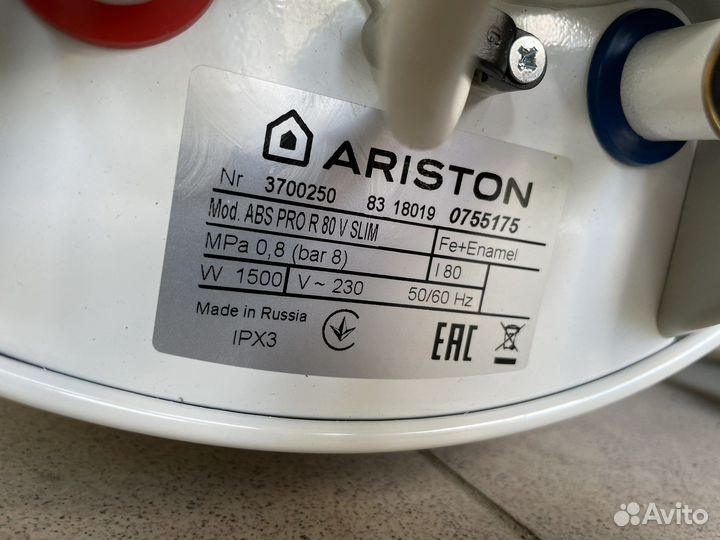 ARISTON
Nr 3700250 83 18019 0755175
Mod. ABS PRO R 80 V SLIM Fe+Enamel
MPa 0,8 (bar 8) l 80
W 1500 V~ 230 50/60 Hz
Made in Russia
IPX3
EAC
Avito